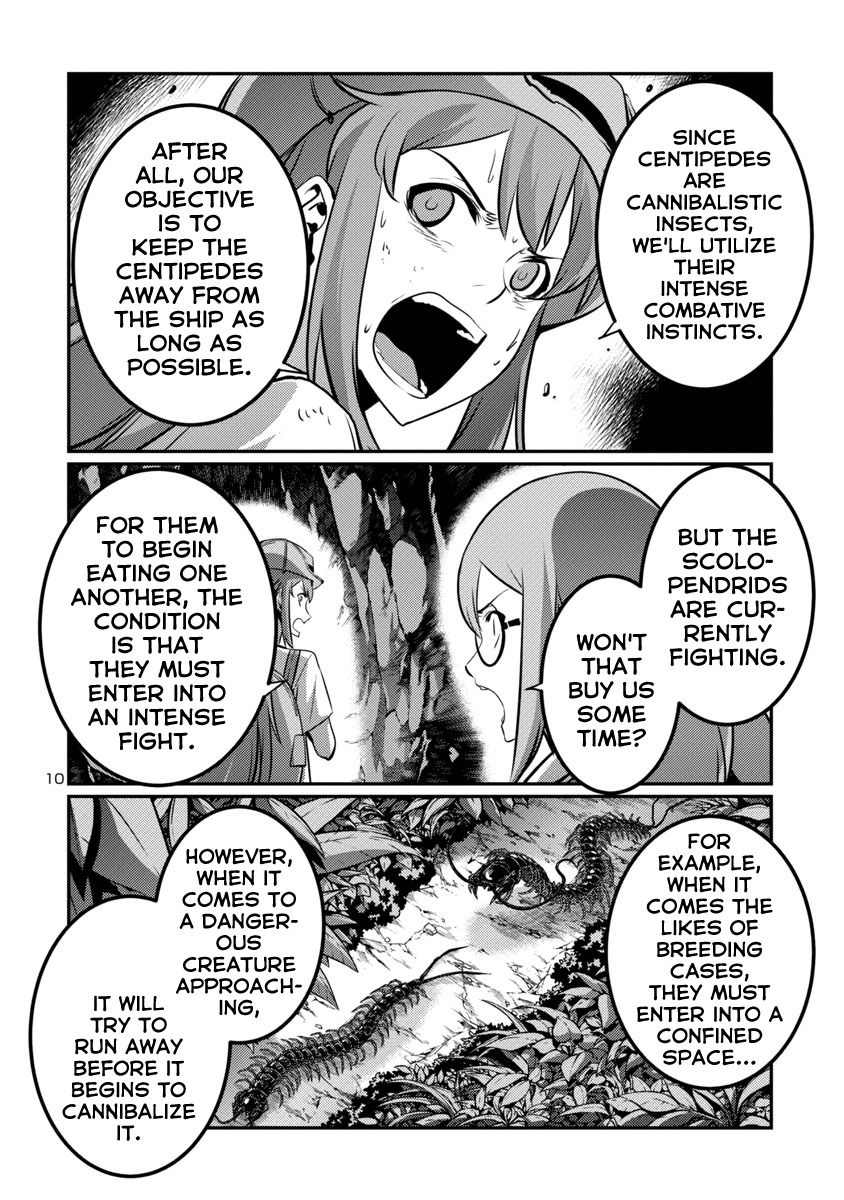 SINCE
CENTIPEDES
ARE
CANNIBALISTIC
INSECTS,
WE'LL UTILIZE
THEIR
INTENSE
COMBATIVE
INSTINCTS.
AFTER
ALL, OUR
OBJECTIVE
IS TO
KEEP THE
CENTIPEDES
AWAY FROM
THE SHIP AS
LONG AS
POSSIBLE.
BUT THE
SCOLO-
PENDRIDS
ARE CUR-
RENTLY
FIGHTING.
WON'T
THAT
BUY US
SOME
TIME?
FOR THEM
TO BEGIN
EATING ONE
ANOTHER, THE
CONDITION
IS THAT
THEY MUST
ENTER INTO
AN INTENSE
FIGHT.
10
FOR
EXAMPLE,
WHEN IT
COMES THE
LIKES OF
BREEDING
CASES,
THEY MUST
ENTER INTO A
CONFINED
SPACE...
HOWEVER,
WHEN IT
COMES TO
A DANGER-
OUS
CREATURE
APPROACH-
ING,
IT WILL
TRY TO
RUN AWAY
BEFORE IT
BEGINS TO
CANNIBALIZE
IT.